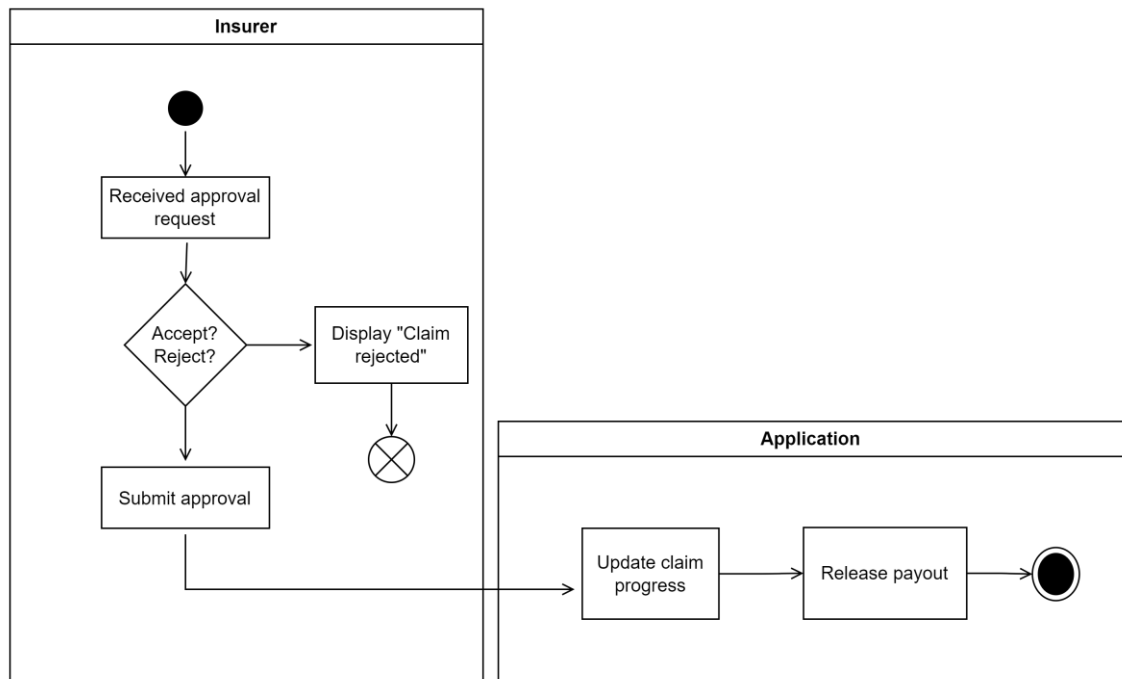 Insurer
Received approval
request
Accept?
Reject?
Display "Claim
rejected"
Submit approval
Application
Update claim
progress
Release payout